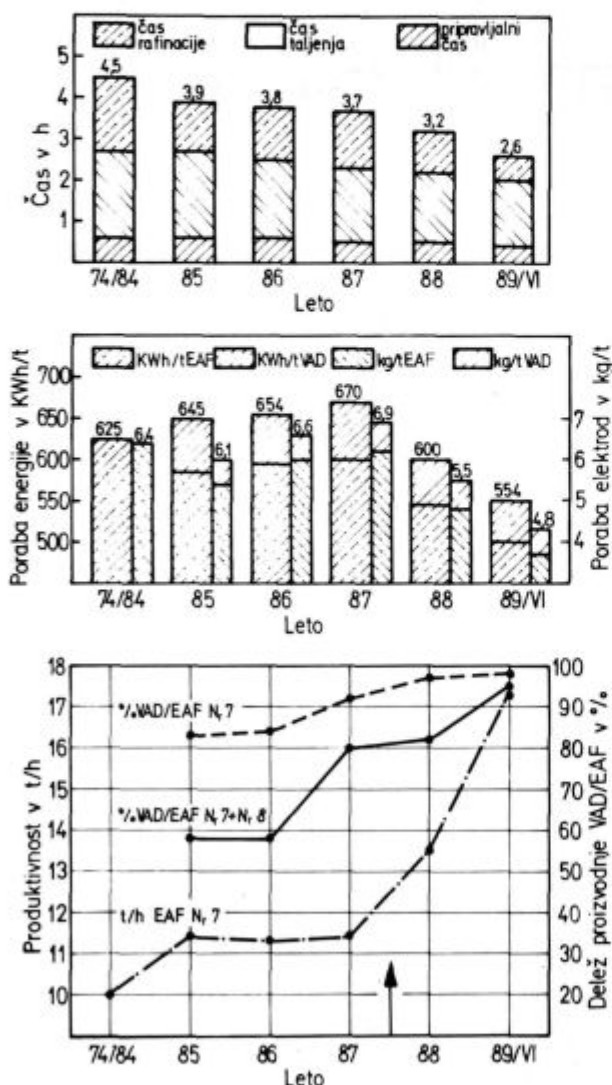 čas rafinacije
čas taljenja
pripravljalni čas
Čas v h
5
4
3
2
1
4,5
3,9
3,8
3,7
3,2
2,6
74/84 85 86 87 88 89/VI
Leto
KWh/tEAF KWh/tVAD kg/tEAF kg/tVAD
Poraba energije v KWh/t
700
650
600
550
500
625 6,4 645 6,1 654 6,6 670 6,9 600 5,5 554 4,8
7
6
5
4
Poraba elektrod v kg/t
74/84 85 86 87 88 89/VI
Leto
Produktivnost v t/h
18
17
16
15
14
13
12
11
10
%VAD/EAF Nr 7
%VAD/EAF Nr 7+Nr 8
t/h EAF Nr 7
100
90
80
70
60
50
40
30
20
Delež proizvodnje VAD/EAF v %
74/84 85 86 87 88 89/VI
Leto